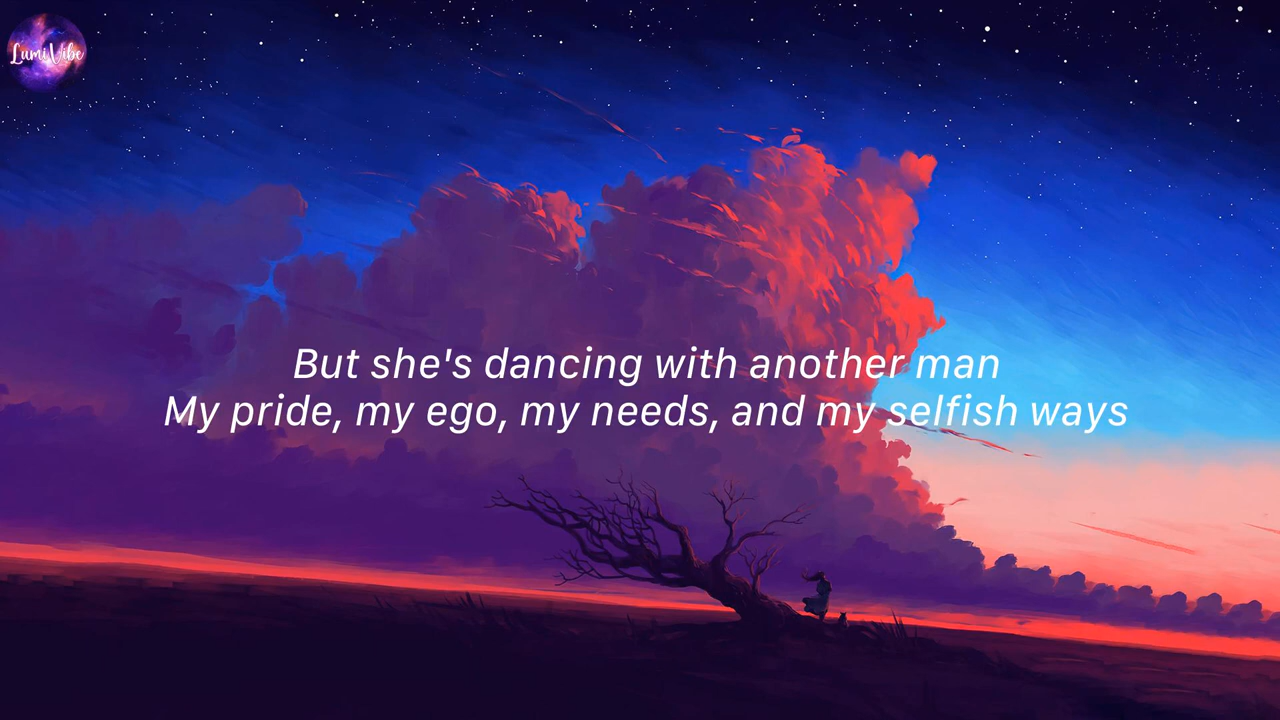 LumiVibe
But she's dancing with another man
My pride, my ego, my needs, and my selfish ways